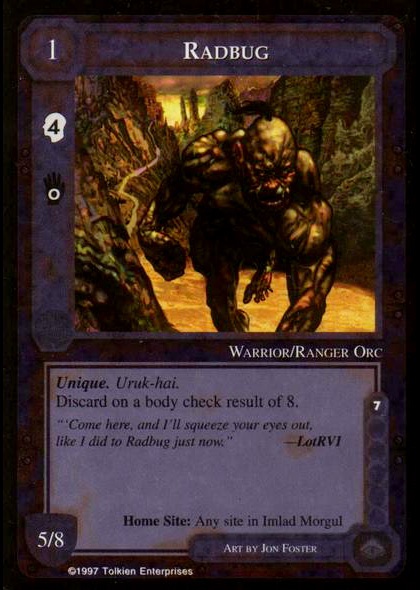 1
RADBUG
4
0
WARRIOR/RANGER ORC
Unique. Uruk-hai.
Discard on a body check result of 8.
7
“‘Come here, and I’ll squeeze your eyes out,
like I did to Radbug just now.” —LotRVI
Home Site: Any site in Imlad Morgul
5/8
ART BY JON FOSTER
©1997 Tolkien Enterprises